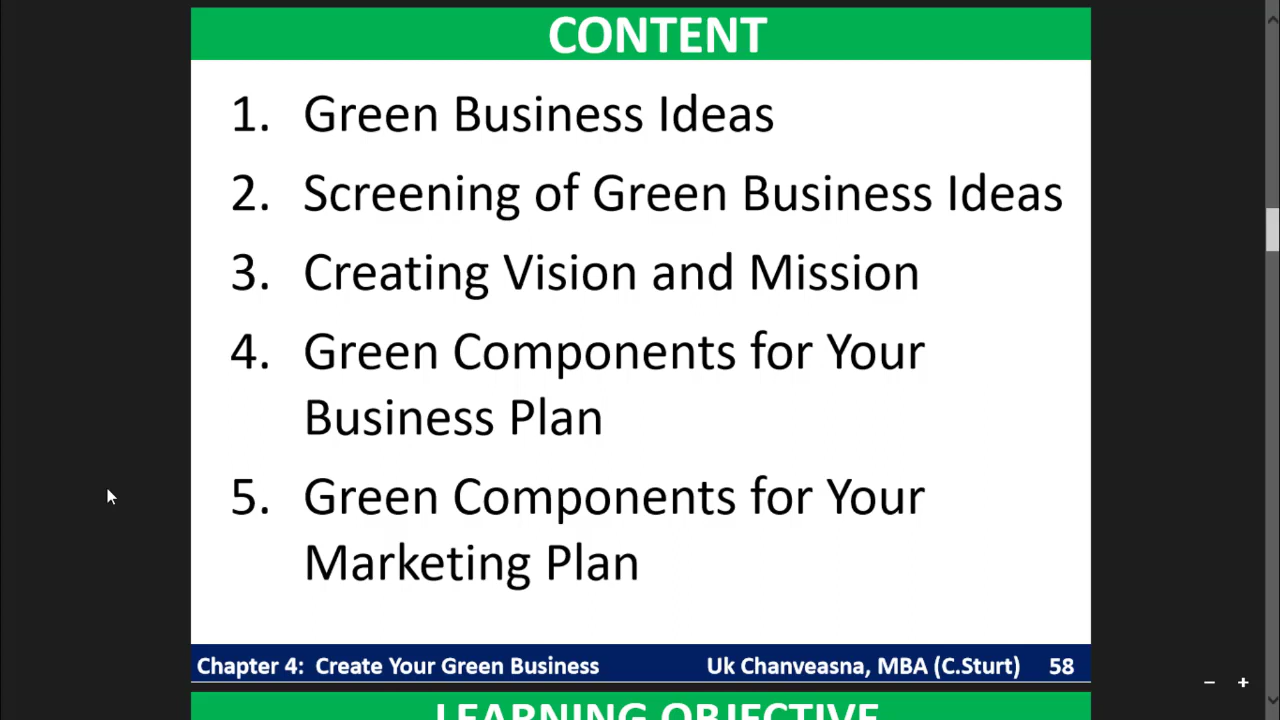 CONTENT
1. Green Business Ideas
2. Screening of Green Business Ideas
3. Creating Vision and Mission
4. Green Components for Your
Business Plan
5. Green Components for Your
Marketing Plan
Chapter 4: Create Your Green Business Uk Chanveasna, MBA (C.Sturt) 58
LEARNING OBJECTIVE